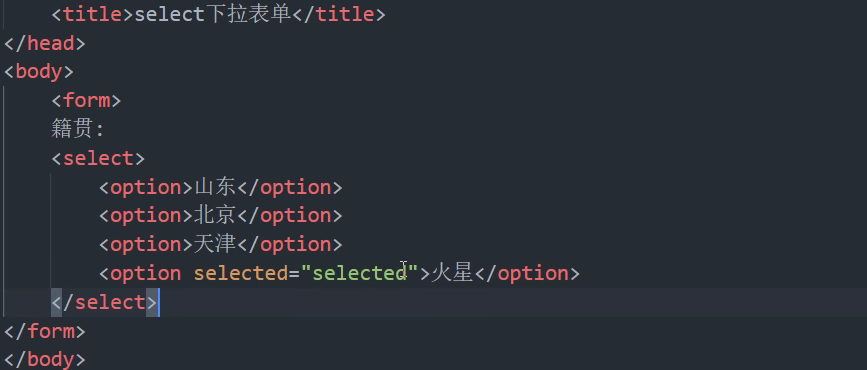 <title>select下拉表单</title>
</head>
<body>
<form>
籍贯:
<select>
<option>山东</option>
<option>北京</option>
<option>天津</option>
<option selected="selected">火星</option>
</select>
</form>
</body>